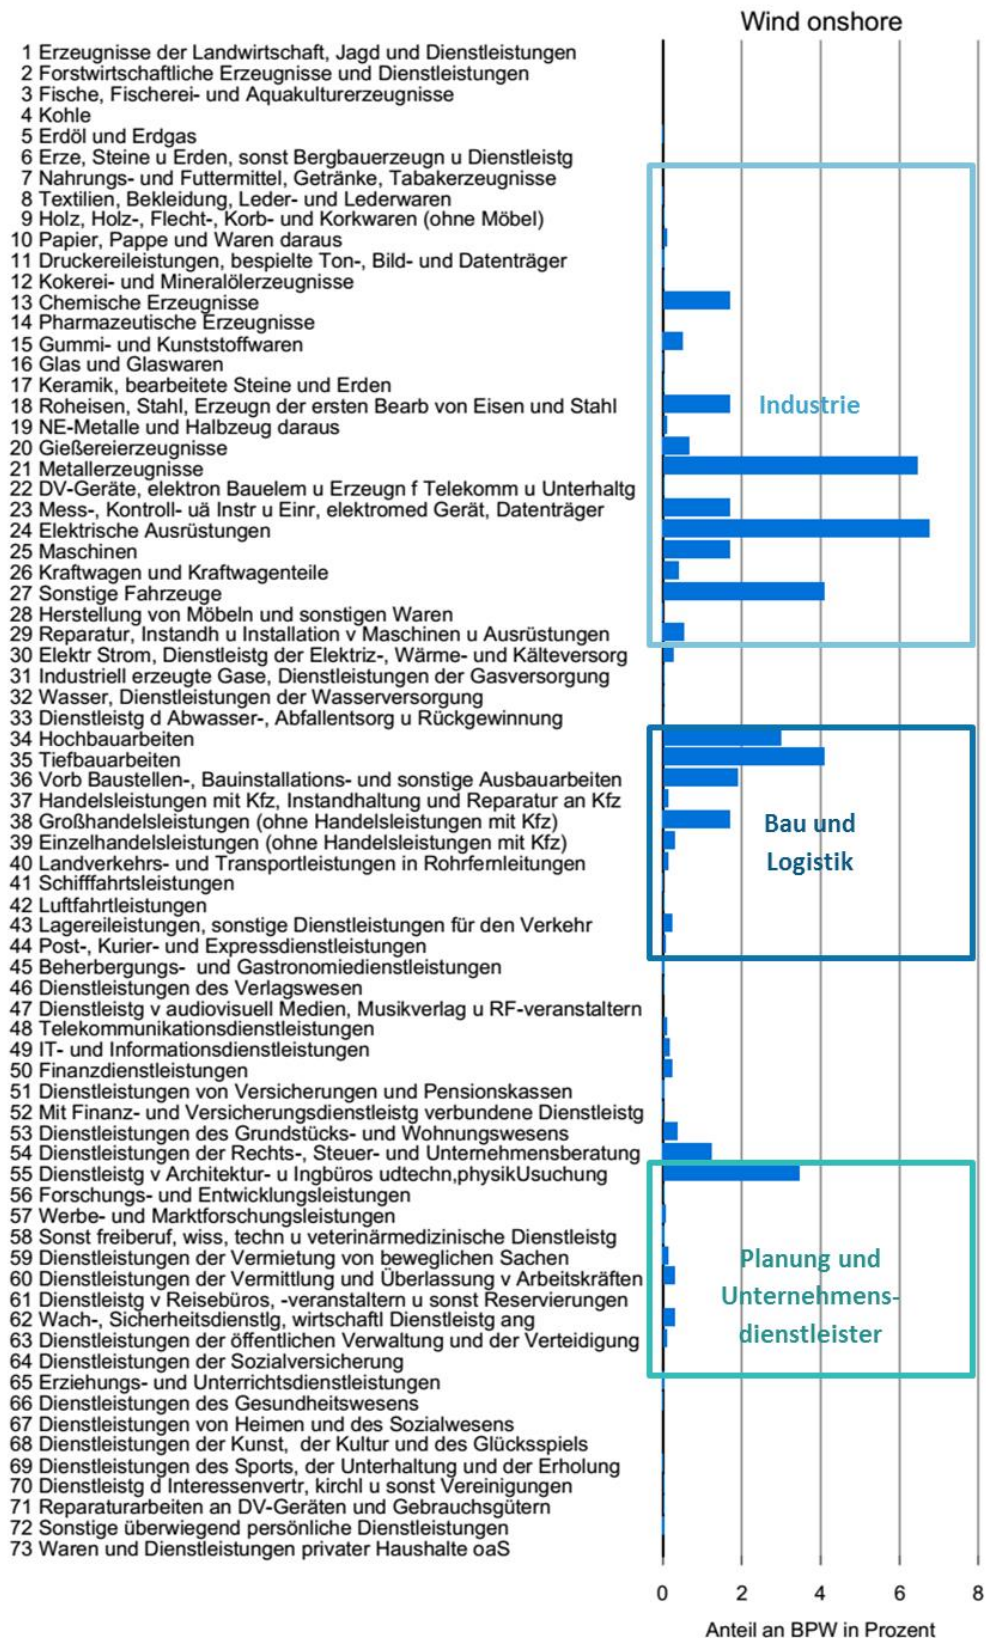 Wind onshore
1 Erzeugnisse der Landwirtschaft, Jagd und Dienstleistungen
2 Forstwirtschaftliche Erzeugnisse und Dienstleistungen
3 Fische, Fischerei- und Aquakulturerzeugnisse
4 Kohle
5 Erdöl und Erdgas
6 Erze, Steine u Erden, sonst Bergbauerzeugn u Dienstleistg
7 Nahrungs- und Futtermittel, Getränke, Tabakerzeugnisse
8 Textilien, Bekleidung, Leder- und Lederwaren
9 Holz, Holz-, Flecht-, Korb- und Korkwaren (ohne Möbel)
10 Papier, Pappe und Waren daraus
11 Druckereileistungen, bespielte Ton-, Bild- und Datenträger
12 Kokerei- und Mineralölerzeugnisse
13 Chemische Erzeugnisse
14 Pharmazeutische Erzeugnisse
15 Gummi- und Kunststoffwaren
16 Glas und Glaswaren
17 Keramik, bearbeitete Steine und Erden
18 Roheisen, Stahl, Erzeugn der ersten Bearb von Eisen und Stahl
19 NE-Metalle und Halbzeug daraus
20 Gießereierzeugnisse
21 Metallerzeugnisse
22 DV-Geräte, elektron Bauelem u Erzeugn f Telekomm u Unterhaltg
23 Mess-, Kontroll- uä Instr u Einr, elektromed Gerät, Datenträger
24 Elektrische Ausrüstungen
25 Maschinen
26 Kraftwagen und Kraftwagenteile
27 Sonstige Fahrzeuge
28 Herstellung von Möbeln und sonstigen Waren
29 Reparatur, Instandh u Installation v Maschinen u Ausrüstungen
30 Elektr Strom, Dienstleistg der Elektriz-, Wärme- und Kälteversorg
31 Industriell erzeugte Gase, Dienstleistungen der Gasversorgung
32 Wasser, Dienstleistungen der Wasserversorgung
33 Dienstleistg d Abwasser-, Abfallentsorg u Rückgewinnung
34 Hochbauarbeiten
35 Tiefbauarbeiten
36 Vorb Baustellen-, Bauinstallations- und sonstige Ausbauarbeiten
37 Handelsleistungen mit Kfz, Instandhaltung und Reparatur an Kfz
38 Großhandelsleistungen (ohne Handelsleistungen mit Kfz)
39 Einzelhandelsleistungen (ohne Handelsleistungen mit Kfz)
40 Landverkehrs- und Transportleistungen in Rohrfernleitungen
41 Schifffahrtsleistungen
42 Luftfahrtleistungen
43 Lagereileistungen, sonstige Dienstleistungen für den Verkehr
44 Post-, Kurier- und Expressdienstleistungen
45 Beherbergungs- und Gastronomiedienstleistungen
46 Dienstleistungen des Verlagswesen
47 Dienstleistg v audiovisuell Medien, Musikverlag u RF-veranstaltern
48 Telekommunikationsdienstleistungen
49 IT- und Informationsdienstleistungen
50 Finanzdienstleistungen
51 Dienstleistungen von Versicherungen und Pensionskassen
52 Mit Finanz- und Versicherungsdienstleistg verbundene Dienstleistg
53 Dienstleistungen des Grundstücks- und Wohnungswesens
54 Dienstleistungen der Rechts-, Steuer- und Unternehmensberatung
55 Dienstleistg v Architektur- u Ingbüros udtechn,physikUsuchung
56 Forschungs- und Entwicklungsleistungen
57 Werbe- und Marktforschungsleistungen
58 Sonst freiberuf, wiss, techn u veterinärmedizinische Dienstleistg
59 Dienstleistungen der Vermietung von beweglichen Sachen
60 Dienstleistungen der Vermittlung und Überlassung v Arbeitskräften
61 Dienstleistg v Reisebüros, -veranstaltern u sonst Reservierungen
62 Wach-, Sicherheitsdienstlg, wirtschaftl Dienstleistg ang
63 Dienstleistungen der öffentlichen Verwaltung und der Verteidigung
64 Dienstleistungen der Sozialversicherung
65 Erziehungs- und Unterrichtsdienstleistungen
66 Dienstleistungen des Gesundheitswesens
67 Dienstleistungen von Heimen und des Sozialwesens
68 Dienstleistungen der Kunst, der Kultur und des Glücksspiels
69 Dienstleistungen des Sports, der Unterhaltung und der Erholung
70 Dienstleistg d Interessenvertr, kirchl u sonst Vereinigungen
71 Reparaturarbeiten an DV-Geräten und Gebrauchsgütern
72 Sonstige überwiegend persönliche Dienstleistungen
73 Waren und Dienstleistungen privater Haushalte oaS
Industrie
Bau und
Logistik
Planung und
Unternehmens-
dienstleister
0 2 4 6 8
Anteil an BPW in Prozent